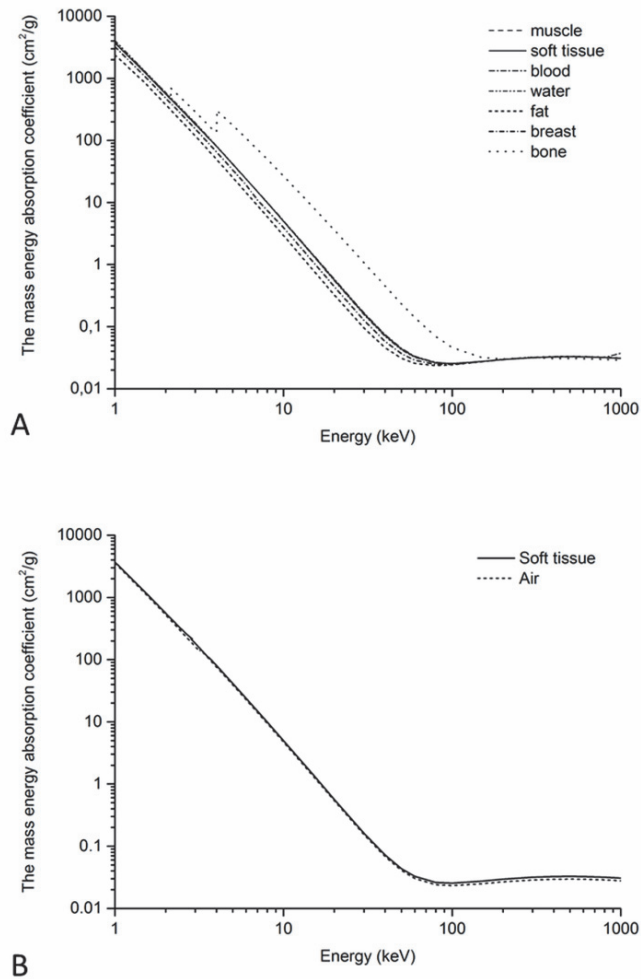 The mass energy absorption coefficient (cm²/g)
10000
1000
100
10
1
0,1
0,01
1
10
100
1000
Energy (keV)
muscle
soft tissue
blood
water
fat
breast
bone
A
The mass energy absorption coefficient (cm²/g)
10000
1000
100
10
1
0.1
0.01
1
10
100
1000
Energy (keV)
Soft tissue
Air
B